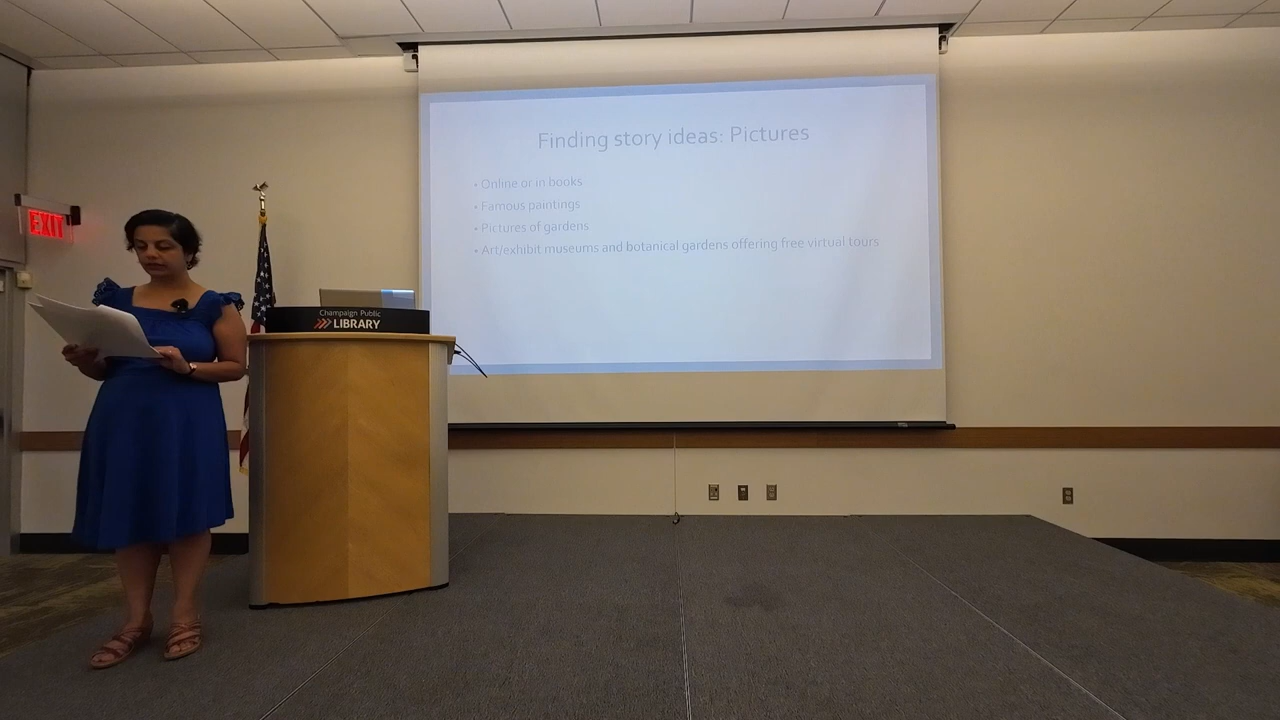 Finding story ideas: Pictures
• Online or in books
• Famous paintings
• Pictures of gardens
• Art/exhibit museums and botanical gardens offering free virtual tours
EXIT
Champaign Public
LIBRARY